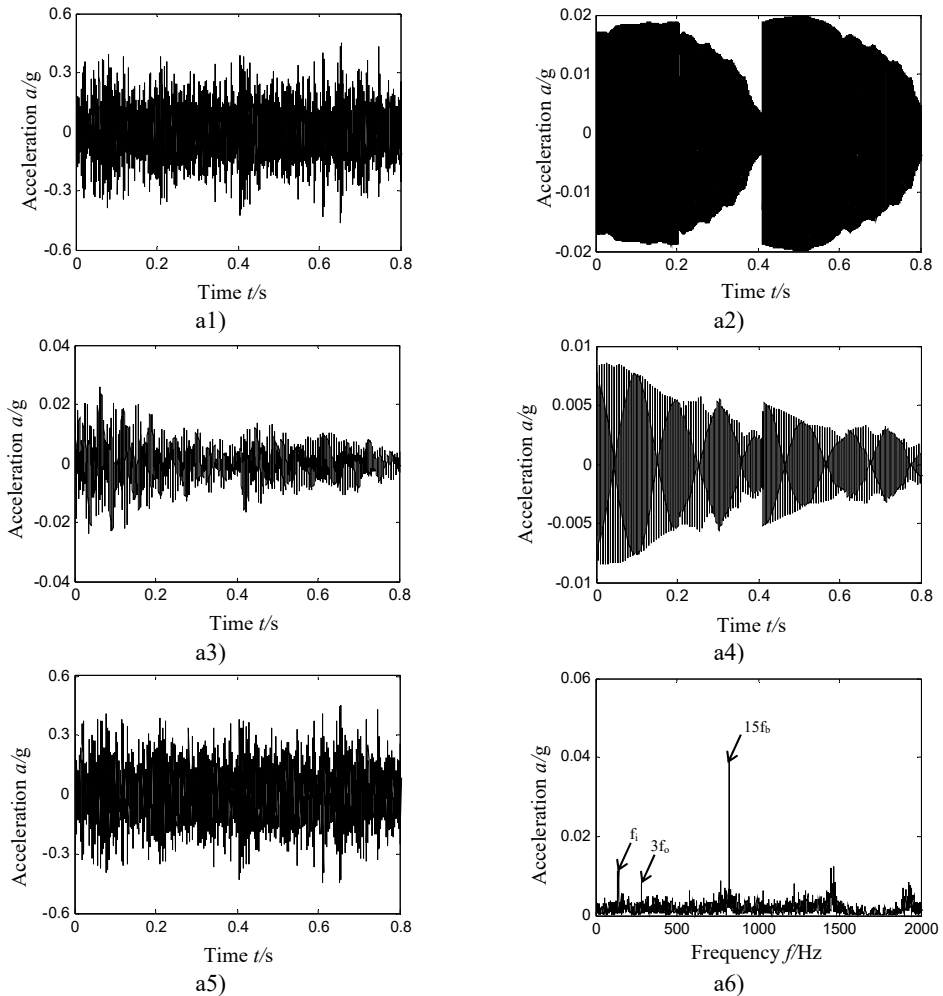 0.6
0.3
0
-0.3
-0.6
Acceleration a/g
0 0.2 0.4 0.6 0.8
Time t/s
a1)
0.02
0.01
0
-0.01
-0.02
Acceleration a/g
0 0.2 0.4 0.6 0.8
Time t/s
a2)
0.04
0.02
0
-0.02
-0.04
Acceleration a/g
0 0.2 0.4 0.6 0.8
Time t/s
a3)
0.01
0.005
0
-0.005
-0.01
Acceleration a/g
0 0.2 0.4 0.6 0.8
Time t/s
a4)
0.6
0.3
0
-0.3
-0.6
Acceleration a/g
0 0.2 0.4 0.6 0.8
Time t/s
a5)
0.06
0.04
0.02
0
Acceleration a/g
15fb
fi
3fo
0 500 1000 1500 2000
Frequency f/Hz
a6)